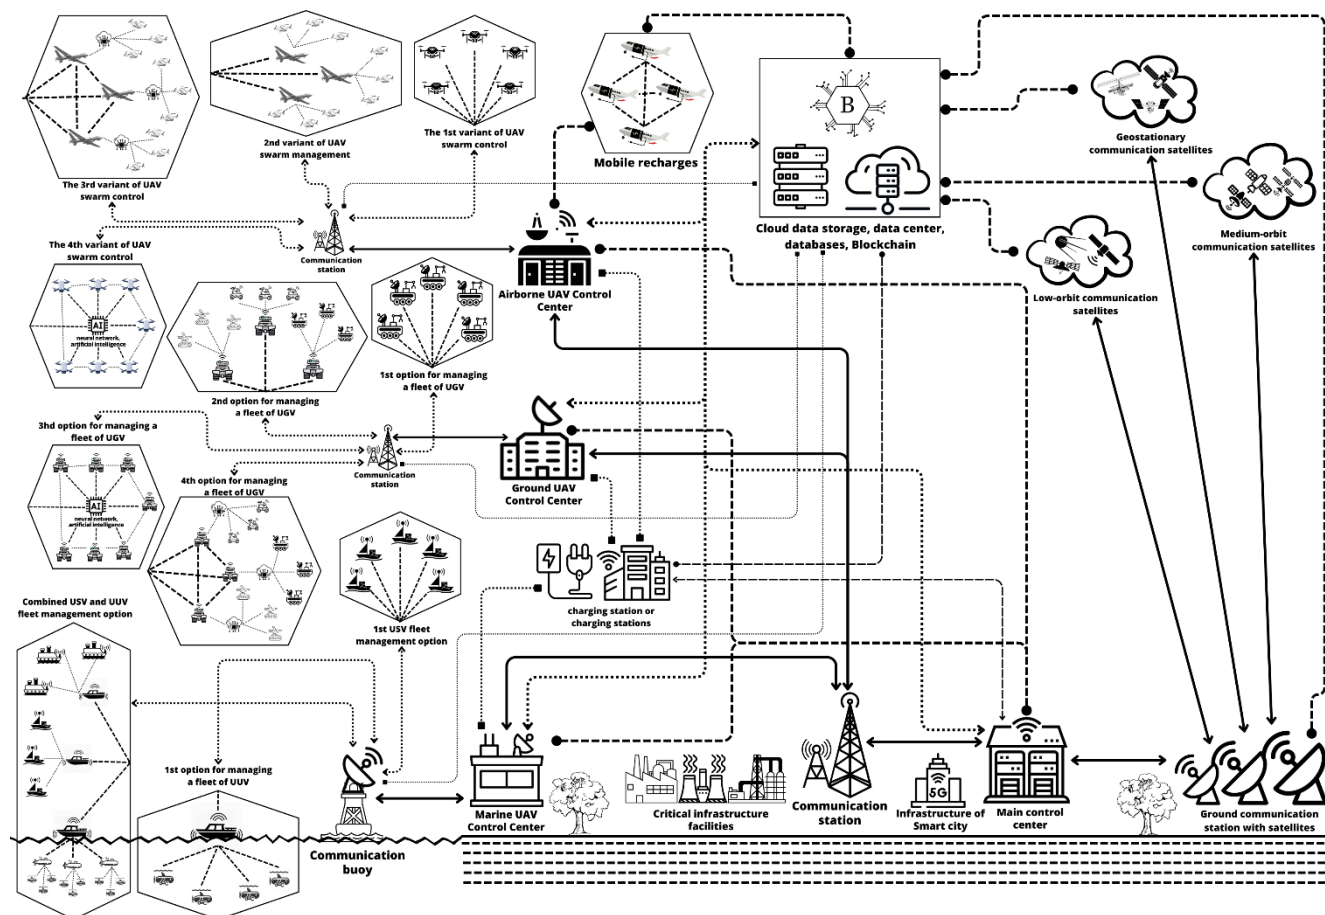 The 3rd variant of UAV
swarm control
2nd variant of UAV
swarm management
The 1st variant of UAV
swarm control
Mobile recharges
B
Cloud data storage, data center,
databases, Blockchain
Geostationary
communication satellites
Medium-orbit
communication satellites
Low-orbit communication
satellites
The 4th variant of UAV
swarm control
Communication
station
Airborne UAV Control
Center
AI
neural network,
artificial intelligence
2nd option for managing
a fleet of UGV
1st option for managing
a fleet of UGV
3hd option for managing a
fleet of UGV
Communication
station
Ground UAV
Control Center
4th option for managing
a fleet of UGV
AI
neural network,
artificial intelligence
Combined USV and UUV
fleet management option
1st USV fleet
management option
charging station or
charging stations
1st option for managing
a fleet of UUV
Communication
buoy
Marine UAV
Control Center
Critical infrastructure
facilities
Communication
station
5G
Infrastructure of
Smart city
Main control
center
Ground communication
station with satellites